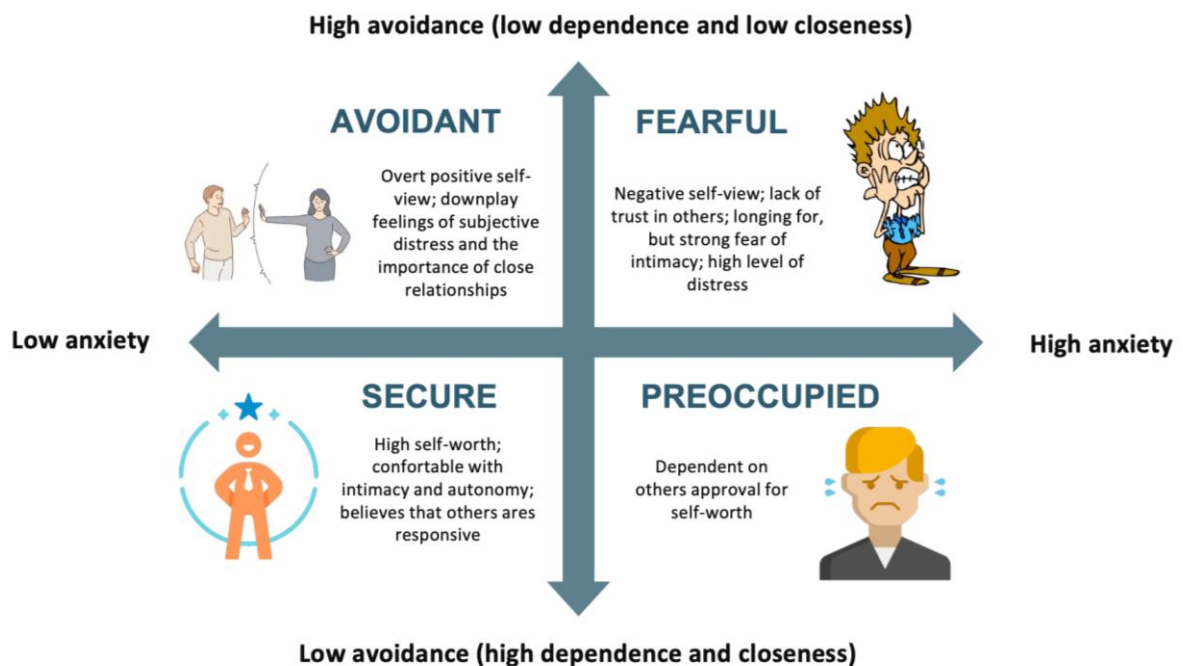 High avoidance (low dependence and low closeness)
AVOIDANT
Overt positive self-
view; downplay
feelings of subjective
distress and the
importance of close
relationships
FEARFUL
Negative self-view; lack of
trust in others; longing for,
but strong fear of
intimacy; high level of
distress
Low anxiety
High anxiety
SECURE
High self-worth;
confortable with
intimacy and autonomy;
believes that others ares
responsive
PREOCCUPIED
Dependent on
others approval for
self-worth
Low avoidance (high dependence and closeness)